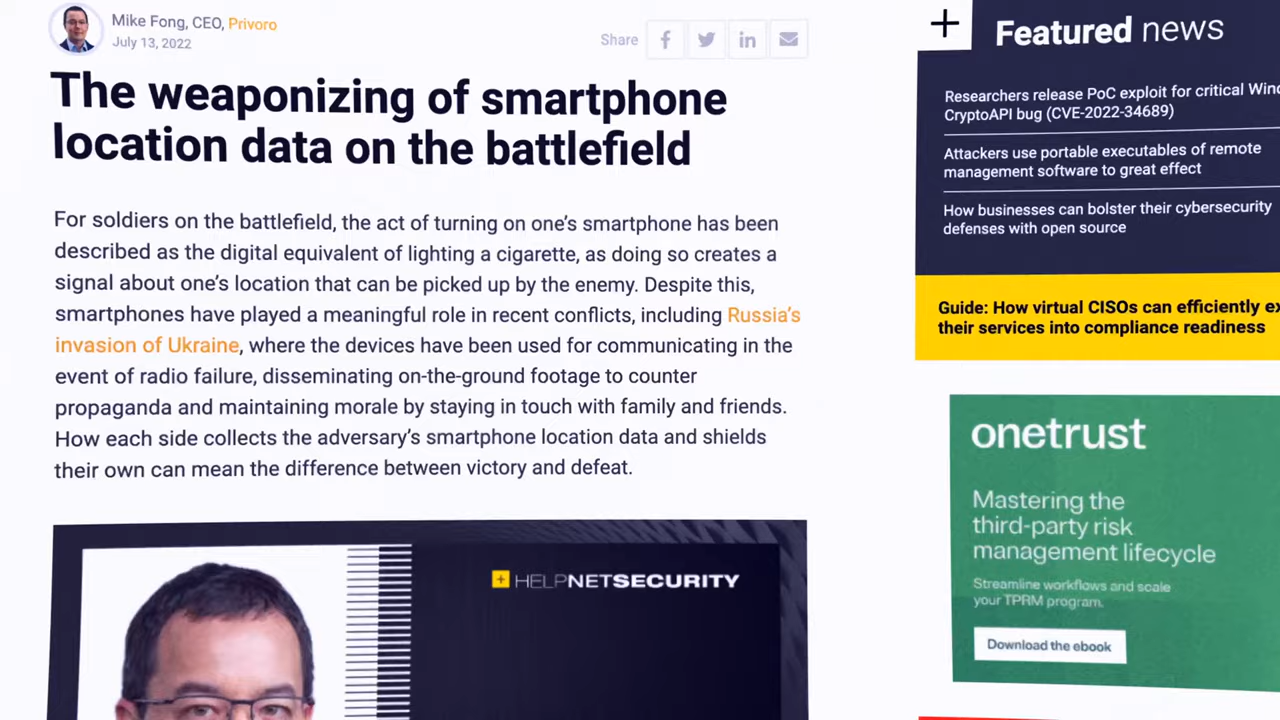 Mike Fong, CEO, Privoro
July 13, 2022
Share
The weaponizing of smartphone
location data on the battlefield
For soldiers on the battlefield, the act of turning on one's smartphone has been
described as the digital equivalent of lighting a cigarette, as doing so creates a
signal about one's location that can be picked up by the enemy. Despite this,
smartphones have played a meaningful role in recent conflicts, including Russia's
invasion of Ukraine, where the devices have been used for communicating in the
event of radio failure, disseminating on-the-ground footage to counter
propaganda and maintaining morale by staying in touch with family and friends.
How each side collects the adversary's smartphone location data and shields
their own can mean the difference between victory and defeat.
HELPNETSECURITY
Featured news
Researchers release PoC exploit for critical
CryptoAPI bug (CVE-2022-34689)
Attackers use portable executables of remote
management software to great effect
How businesses can bolster their cybersecurity
defenses with open source
Guide: How virtual CISOs can efficiently
their services into compliance readiness
onetrust
Mastering the
third-party risk
management lifecycle
Streamline workflows and scale
your TPRM program.
Download the ebook